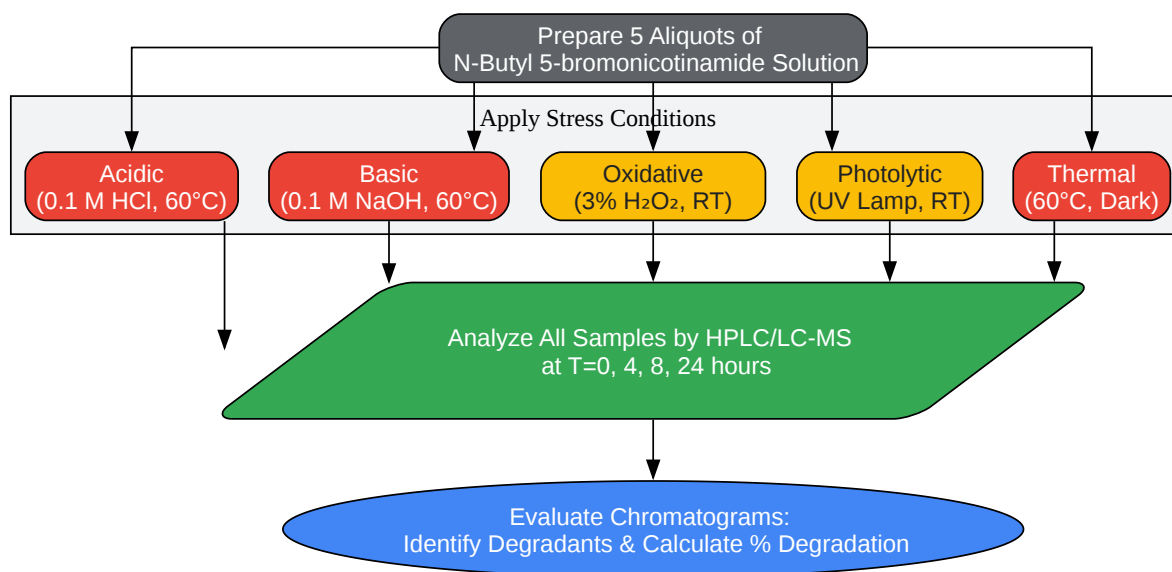 Prepare 5 Aliquots of
N-Butyl 5-bromonicotinamide Solution
Apply Stress Conditions
Acidic
(0.1 M HCl, 60°C)
Basic
(0.1 M NaOH, 60°C)
Oxidative
(3% H₂O₂, RT)
Photolytic
(UV Lamp, RT)
Thermal
(60°C, Dark)
Analyze All Samples by HPLC/LC-MS
at T=0, 4, 8, 24 hours
Evaluate Chromatograms:
Identify Degradants & Calculate % Degradation